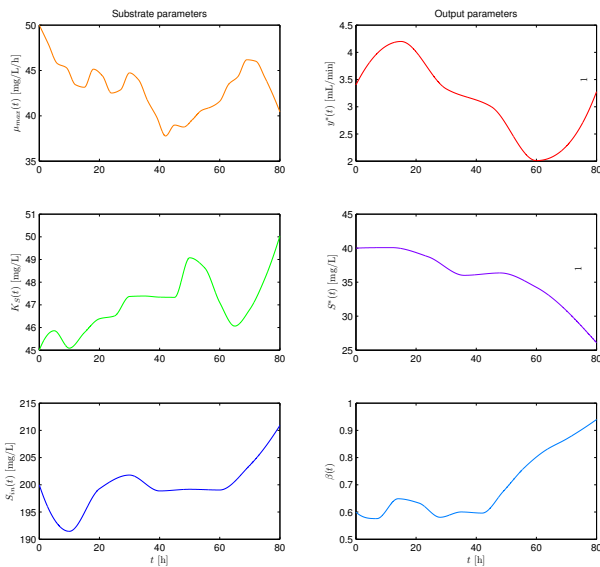 Substrate parameters
50
45
40
35
0 20 40 60 80
μmax(t) [mg/L/h]
Output parameters
4.5
4
3.5
3
2.5
2
0 20 40 60 80
y*(t) [mL/min]
1
51
50
49
48
47
46
45
0 20 40 60 80
KS(t) [mg/L]
45
40
35
30
25
0 20 40 60 80
S*(t) [mg/L]
1
215
210
205
200
195
190
0 20 40 60 80
Sin(t) [mg/L]
t [h]
1
0.9
0.8
0.7
0.6
0.5
0 20 40 60 80
β(t)
t [h]